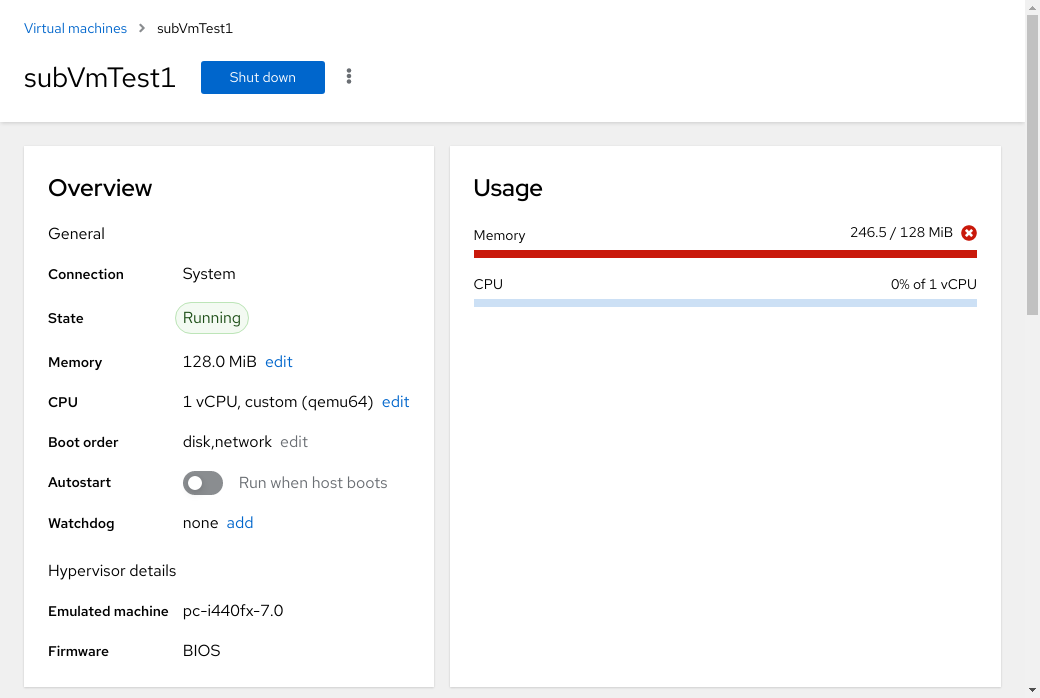 Virtual machines > subVmTest1
subVmTest1 Shut down
Overview
General
Connection System
State Running
Memory 128.0 MiB edit
CPU 1 vCPU, custom (qemu64) edit
Boot order disk,network edit
Autostart Run when host boots
Watchdog none add
Hypervisor details
Emulated machine pc-i440fx-7.0
Firmware BIOS
Usage
Memory 246.5 / 128 MiB
CPU 0% of 1 vCPU